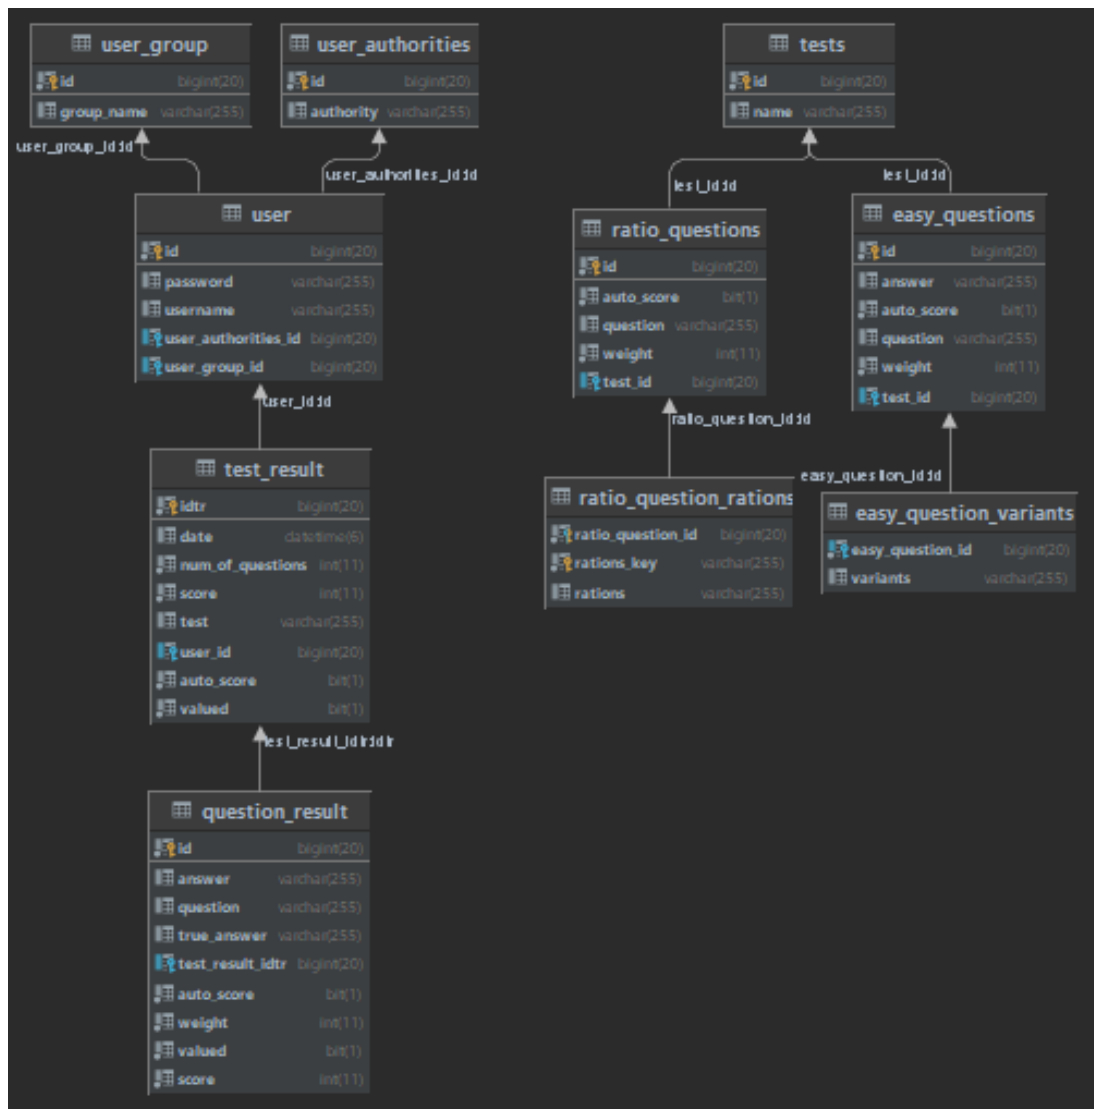 user_group
id bigint(20)
group_name varchar(255)
user_authorities
id bigint(20)
authority varchar(255)
tests
id bigint(20)
name varchar(255)
user_group_id:id
user_authorities_id:id
test_id:id
test_id:id
user
id bigint(20)
password varchar(255)
username varchar(255)
user_authorities_id bigint(20)
user_group_id bigint(20)
ratio_questions
id bigint(20)
auto_score bit(1)
question varchar(255)
weight int(11)
test_id bigint(20)
easy_questions
id bigint(20)
answer varchar(255)
auto_score bit(1)
question varchar(255)
weight int(11)
test_id bigint(20)
user_id:id
ratio_question_id:id
easy_question_id:id
test_result
idtr bigint(20)
date datetime(6)
num_of_questions int(11)
score int(11)
test varchar(255)
user_id bigint(20)
auto_score bit(1)
valued bit(1)
ratio_question_rations
ratio_question_id bigint(20)
rations_key varchar(255)
rations varchar(255)
easy_question_variants
easy_question_id bigint(20)
variants varchar(255)
test_result_idtr:idtr
question_result
id bigint(20)
answer varchar(255)
question varchar(255)
true_answer varchar(255)
test_result_idtr bigint(20)
auto_score bit(1)
weight int(11)
valued bit(1)
score int(11)